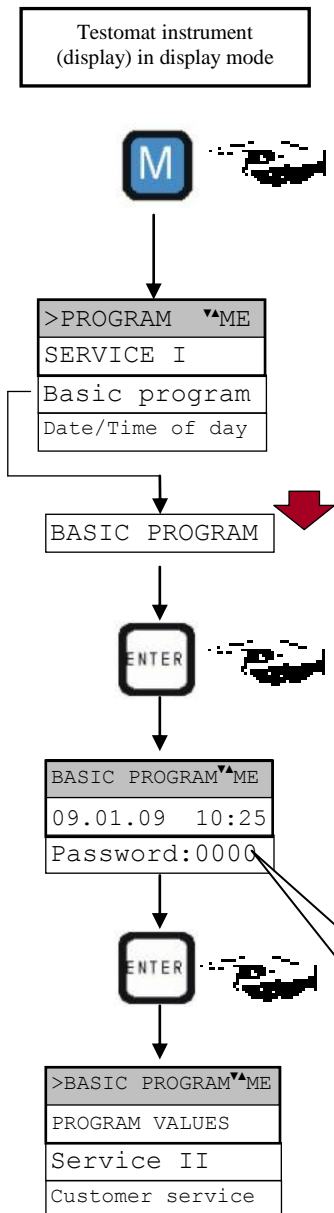 Testomat instrument
(display) in display mode
M
>PROGRAM ▼▲ME
SERVICE I
Basic program
Date/Time of day
BASIC PROGRAM
ENTER
BASIC PROGRAM▼▲ME
09.01.09 10:25
Password:0000
ENTER
>BASIC PROGRAM▼▲ME
PROGRAM VALUES
Service II
Customer service